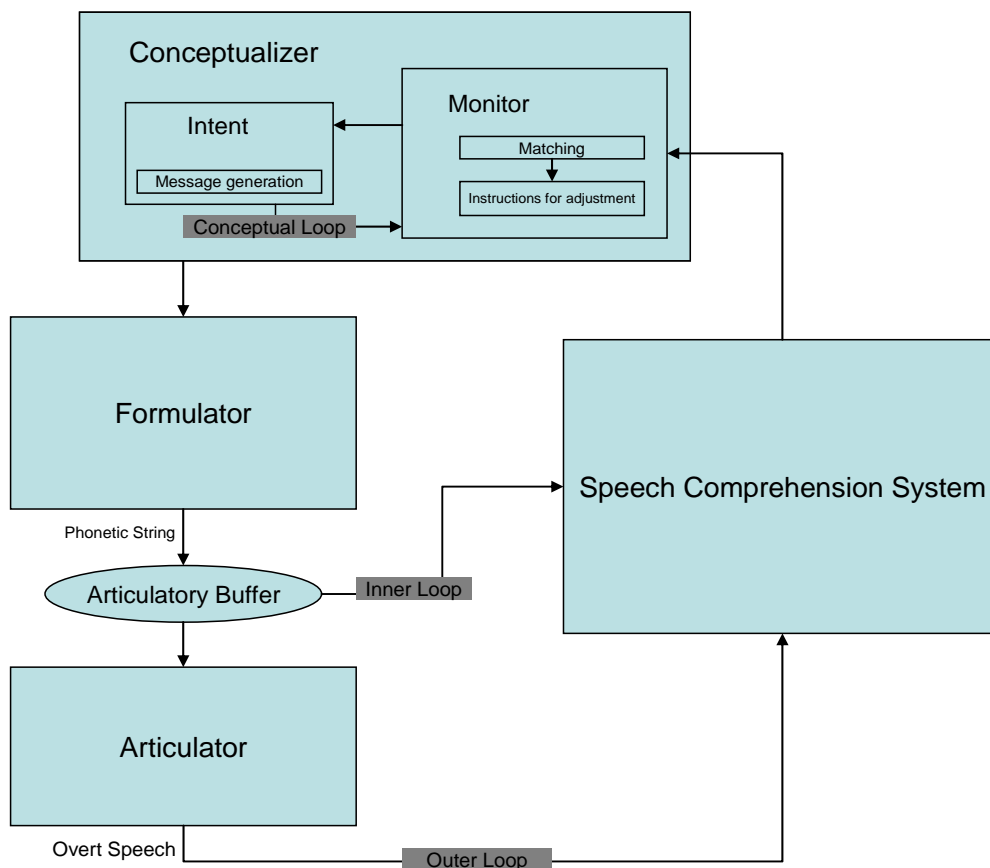 Conceptualizer
Monitor
Intent
Matching
Message generation
Instructions for adjustment
Conceptual Loop
Formulator
Speech Comprehension System
Phonetic String
Articulatory Buffer
Inner Loop
Articulator
Overt Speech
Outer Loop